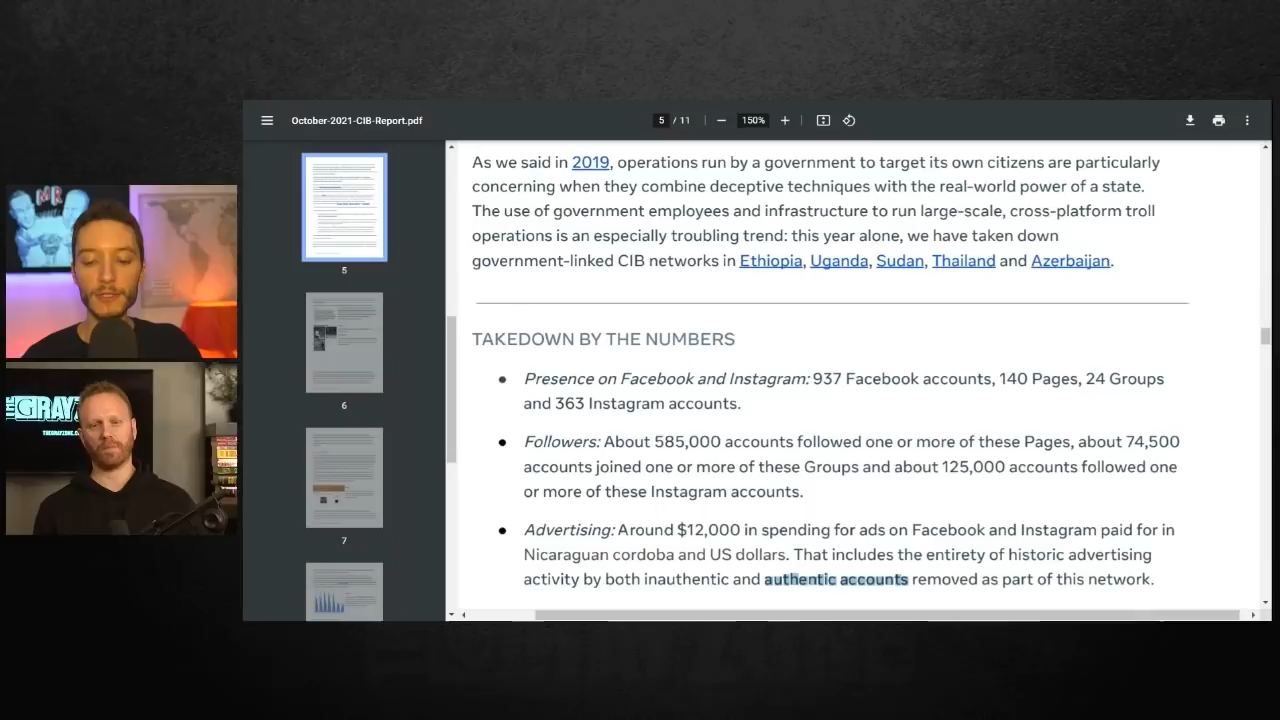 October-2021-CIB-Report.pdf
5 / 11
150%
As we said in 2019, operations run by a government to target its own citizens are particularly
concerning when they combine deceptive techniques with the real-world power of a state.
The use of government employees and infrastructure to run large-scale, cross-platform troll
operations is an especially troubling trend: this year alone, we have taken down
government-linked CIB networks in Ethiopia, Uganda, Sudan, Thailand and Azerbaijan.
TAKEDOWN BY THE NUMBERS
● Presence on Facebook and Instagram: 937 Facebook accounts, 140 Pages, 24 Groups
and 363 Instagram accounts.
● Followers: About 585,000 accounts followed one or more of these Pages, about 74,500
accounts joined one or more of these Groups and about 125,000 accounts followed one
or more of these Instagram accounts.
● Advertising: Around $12,000 in spending for ads on Facebook and Instagram paid for in
Nicaraguan cordoba and US dollars. That includes the entirety of historic advertising
activity by both inauthentic and authentic accounts removed as part of this network.
5
6
7
MR
THE GRAYZ